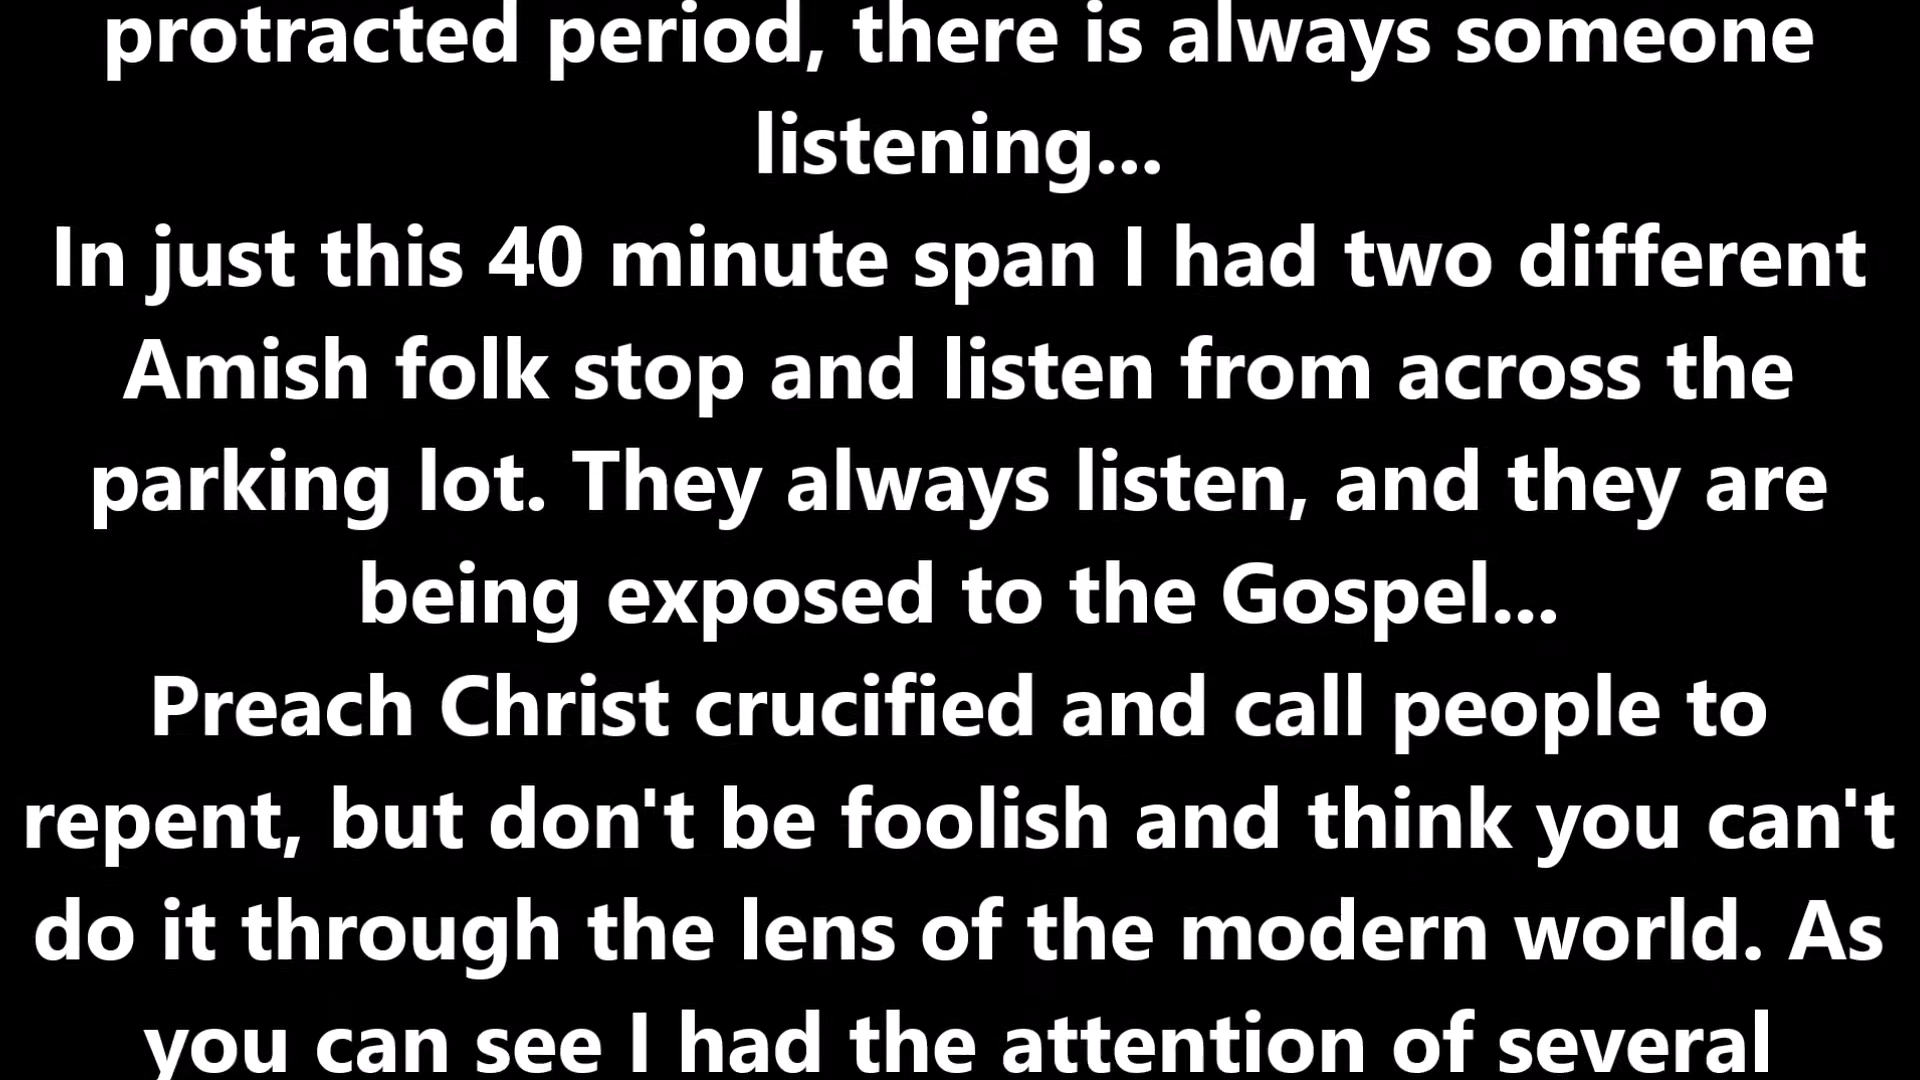 protracted period, there is always someone
listening...
In just this 40 minute span I had two different
Amish folk stop and listen from across the
parking lot. They always listen, and they are
being exposed to the Gospel...
Preach Christ crucified and call people to
repent, but don't be foolish and think you can't
do it through the lens of the modern world. As
you can see I had the attention of several